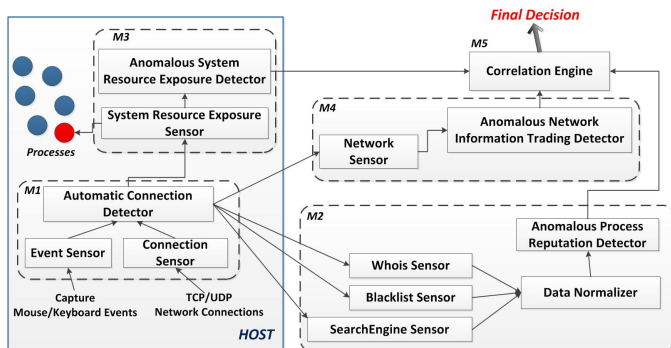 Final Decision
M3
Anomalous System
Resource Exposure Detector
System Resource Exposure
Sensor
Processes
M5
Correlation Engine
M4
Anomalous Network
Information Trading Detector
Network
Sensor
M1
Automatic Connection
Detector
Event Sensor
Connection
Sensor
Capture
Mouse/Keyboard Events
TCP/UDP
Network Connections
HOST
M2
Anomalous Process
Reputation Detector
Whois Sensor
Blacklist Sensor
Data Normalizer
SearchEngine Sensor